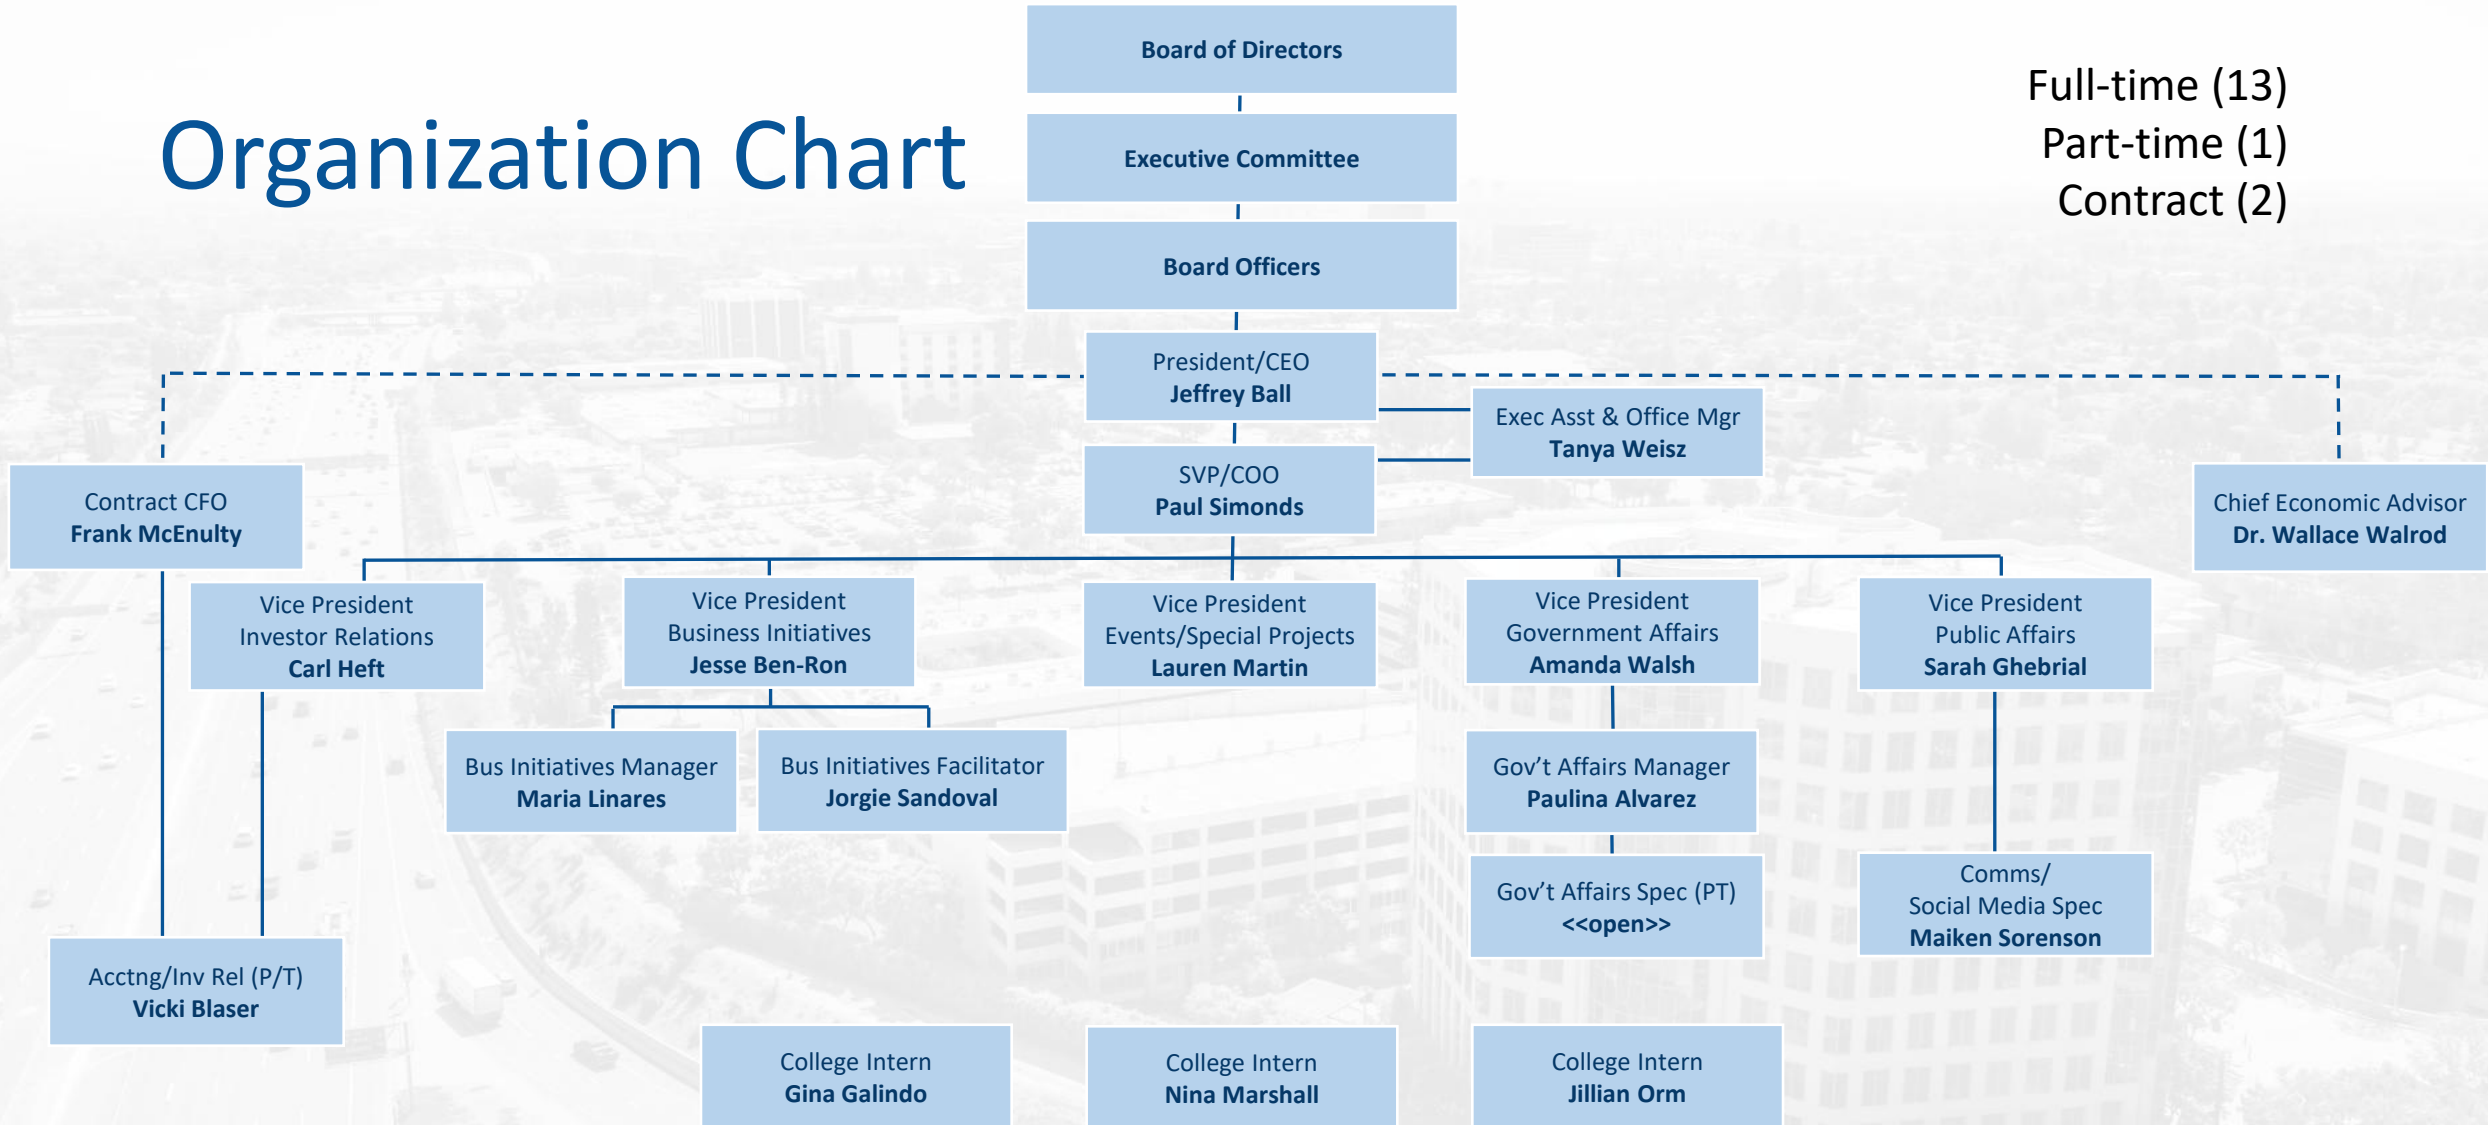 Board of Directors
Organization Chart
Full-time (13)
Part-time (1)
Contract (2)
Executive Committee
Board Officers
President/CEO
Jeffrey Ball
Exec Asst & Office Mgr
Tanya Weisz
SVP/COO
Paul Simonds
Contract CFO
Frank McEnulty
Chief Economic Advisor
Dr. Wallace Walrod
Vice President
Investor Relations
Carl Heft
Vice President
Business Initiatives
Jesse Ben-Ron
Vice President
Events/Special Projects
Lauren Martin
Vice President
Government Affairs
Amanda Walsh
Vice President
Public Affairs
Sarah Ghebrial
Bus Initiatives Manager
Maria Linares
Bus Initiatives Facilitator
Jorgie Sandoval
Gov’t Affairs Manager
Paulina Alvarez
Gov’t Affairs Spec (PT)
<<open>>
Comms/
Social Media Spec
Maiken Sorenson
Acctng/Inv Rel (P/T)
Vicki Blaser
College Intern
Gina Galindo
College Intern
Nina Marshall
College Intern
Jillian Orm